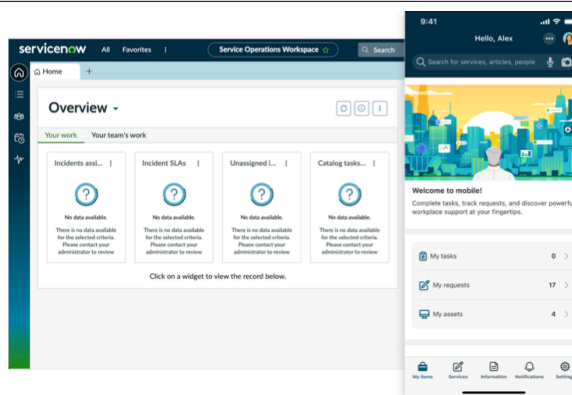 servicenow
All
Favorites
Service Operations Workspace
Search
Home
Overview
Your work
Your team's work
Incidents assi...
Incident SLAs
Unassigned i...
Catalog tasks...
No data available.
There is no data available
for the selected criteria.
Please contact your
administrator to review
No data available.
There is no data available
for the selected criteria.
Please contact your
administrator to review
No data available.
There is no data available
for the selected criteria.
Please contact your
administrator to review
No data available.
There is no data available
for the selected criteria.
Please contact your
administrator to review
Click on a widget to view the record below.
9:41
Hello, Alex
Search for services, articles, people
Welcome to mobile!
Complete tasks, track requests, and discover powerfu
workplace support at your fingertips.
My tasks 0
My requests 17
My assets 4
My Items
Services
Information
Notifications
Setting